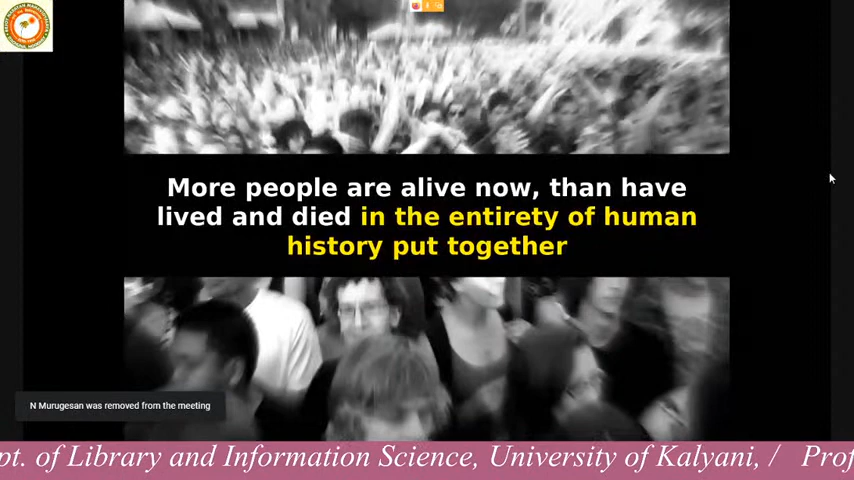 More people are alive now, than have
lived and died in the entirety of human
history put together
N Murugesan was removed from the meeting
pt. of Library and Information Science, University of Kalyani, / Prof